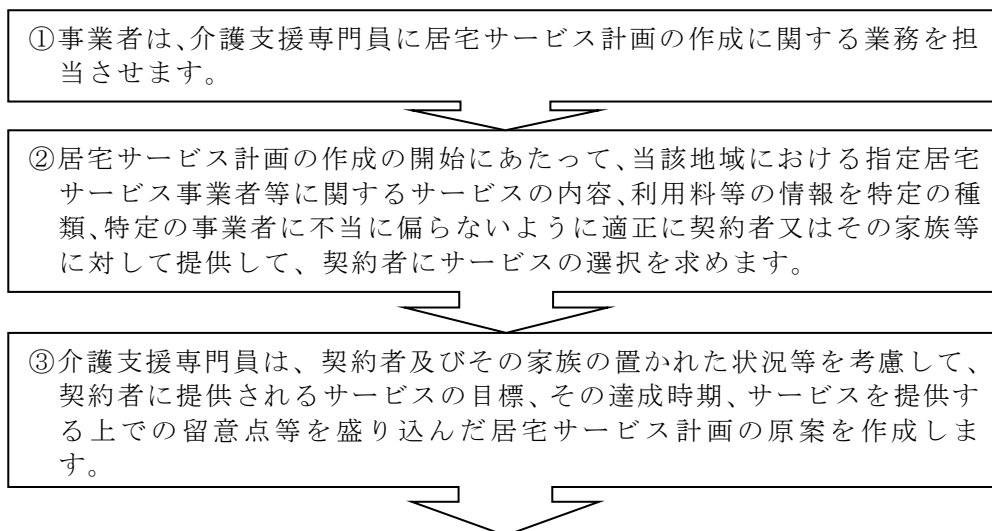 ①事業者は、介護支援専門員に居宅サービス計画の作成に関する業務を担
当させます。
②居宅サービス計画の作成の開始にあたって、当該地域における指定居宅
サービス事業者等に関するサービスの内容、利用料等の情報を特定の種
類、特定の事業者に不当に偏らないように適正に契約者又はその家族等
に対して提供して、契約者にサービスの選択を求めます。
③介護支援専門員は、契約者及びその家族の置かれた状況等を考慮して、
契約者に提供されるサービスの目標、その達成時期、サービスを提供す
る上での留意点等を盛り込んだ居宅サービス計画の原案を作成しま
す。